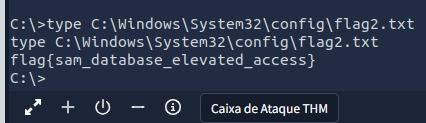 C:\>type C:\Windows\System32\config\flag2.txt
type C:\Windows\System32\config\flag2.txt
flag{sam_database_elevated_access}
C:\>
Caixa de Ataque THM